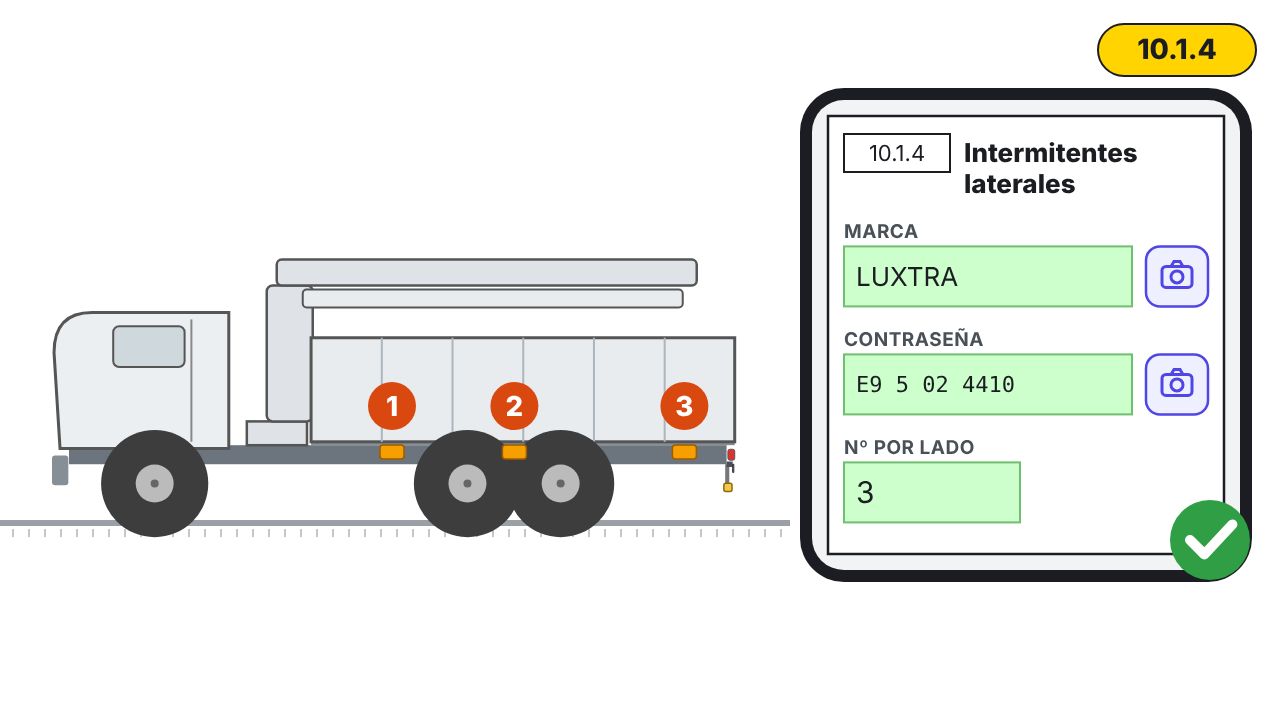 10.1.4
10.1.4
Intermitentes
laterales
MARCA
LUXTRA
CONTRASEÑA
E9 5 02 4410
Nº POR LADO
3
1
2
3